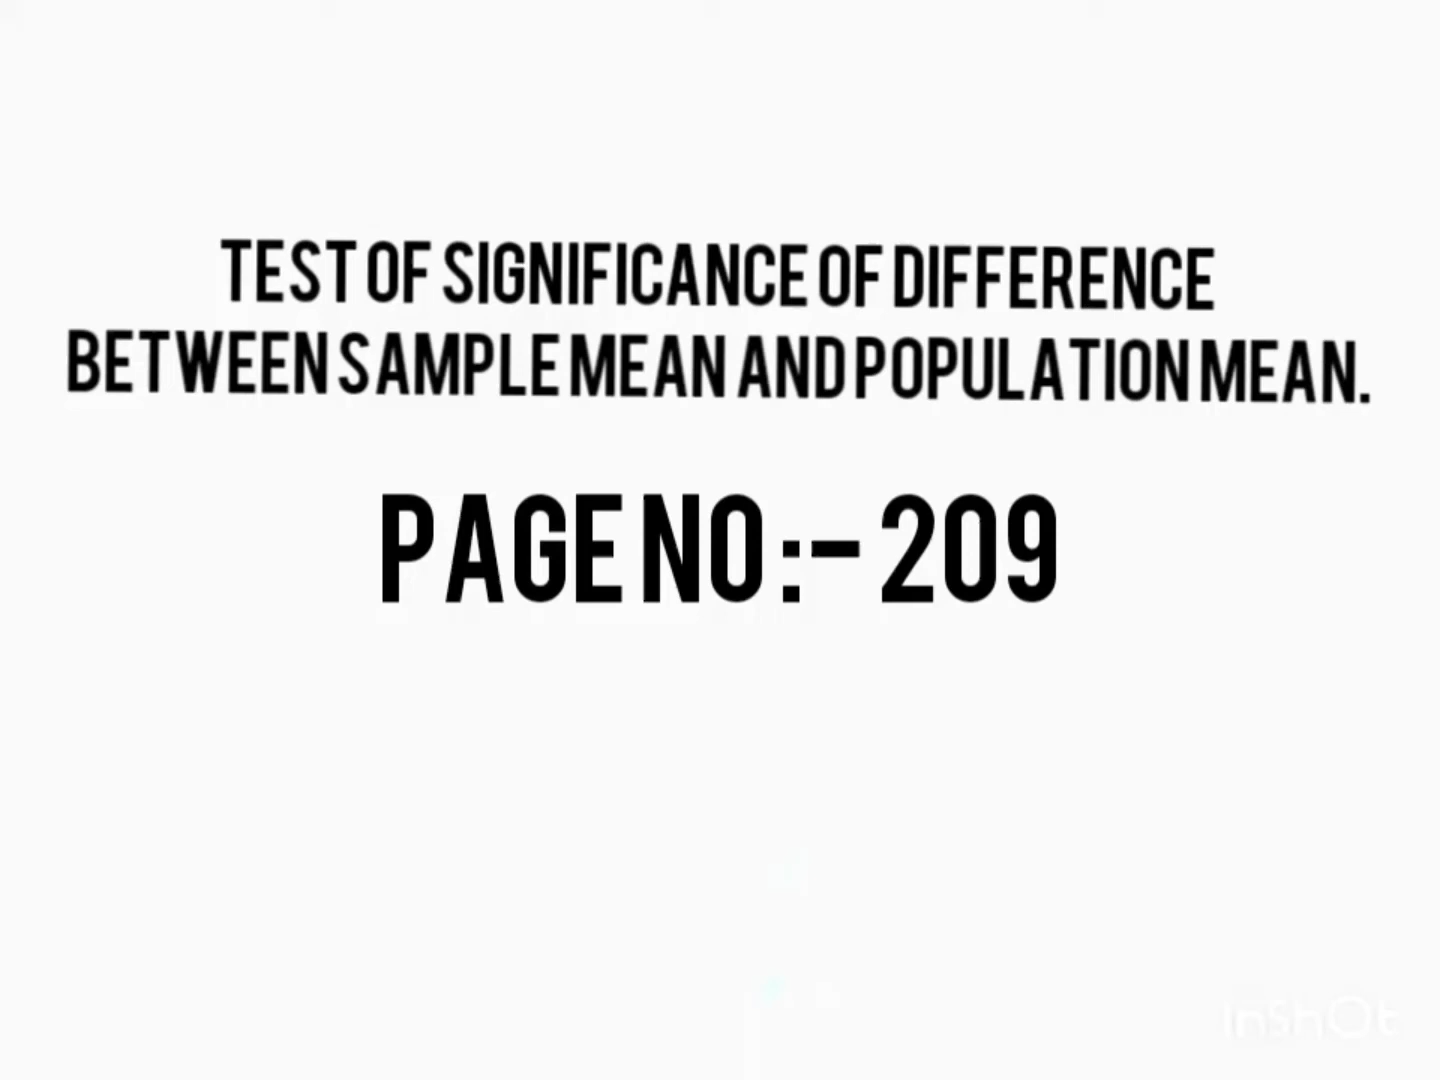 TEST OF SIGNIFICANCE OF DIFFERENCE
BETWEEN SAMPLE MEAN AND POPULATION MEAN.
PAGE NO :- 209
InShOt